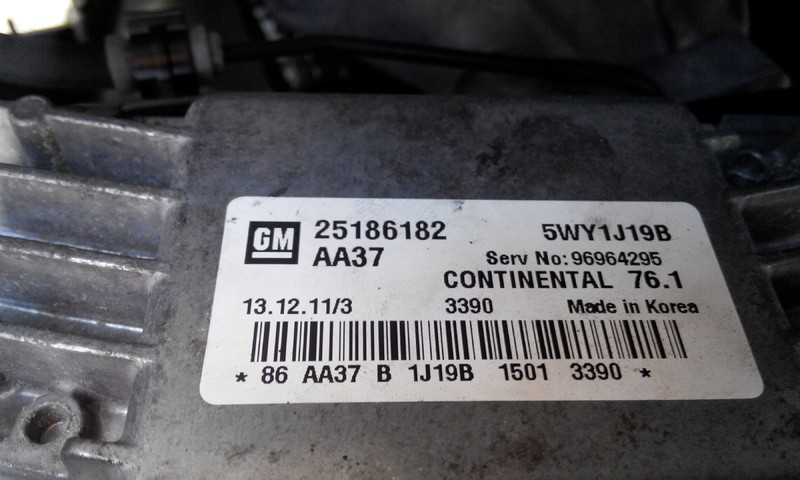 GM 25186182 5WY1J19B
AA37 Serv No: 96964295
CONTINENTAL 76.1
13.12.11/3 3390 Made in Korea
* 86 AA37 B 1J19B 1501 3390 *